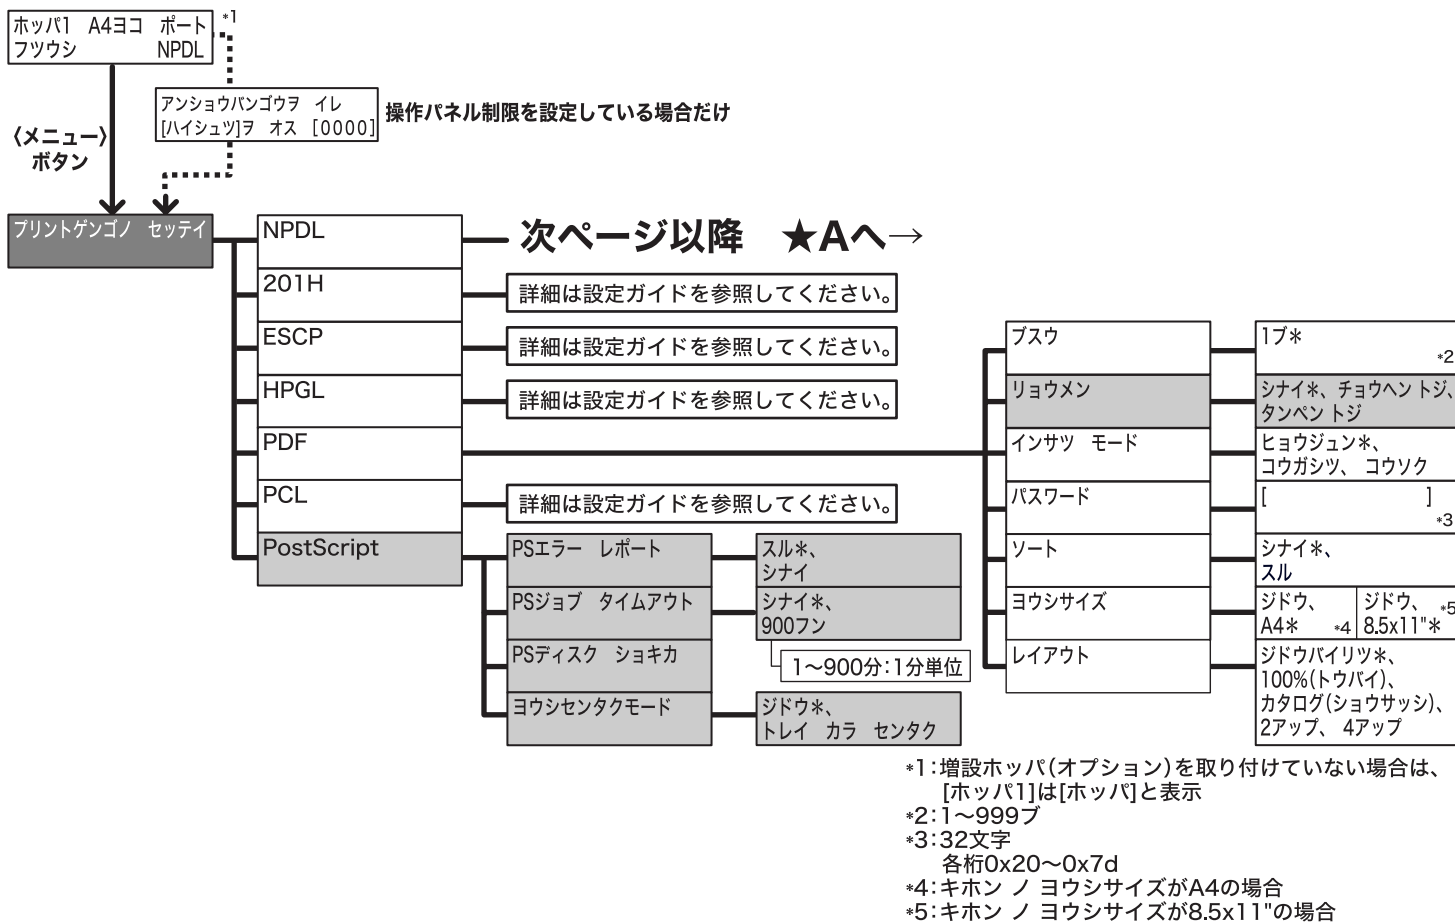 ホッパ1 A4ヨコ ポート
フツウシ NPDL
*1
アンショウバンゴウヲ イレ
[ハイシュツ]ヲ オス [0000]
操作パネル制限を設定している場合だけ
〈メニュー〉
ボタン
プリントゲンゴノ セッテイ
NPDL
次ページ以降 ★Aへ→
201H
詳細は設定ガイドを参照してください。
ESCP
詳細は設定ガイドを参照してください。
HPGL
詳細は設定ガイドを参照してください。
PDF
PCL
詳細は設定ガイドを参照してください。
PostScript
PSエラー レポート
スル*、
シナイ
PSジョブ タイムアウト
シナイ*、
900フン
1〜900分:1分単位
PSディスク ショキカ
ヨウシセンタクモード
ジドウ*、
トレイ カラ センタク
ブスウ
1ブ*
*2
リョウメン
シナイ*、チョウヘン トジ、
タンペン トジ
インサツ モード
ヒョウジュン*、
コウガシツ、 コウソク
パスワード
[ ]
*3
ソート
シナイ*、
スル
ヨウシサイズ
ジドウ、
A4* *4
ジドウ、 *5
8.5x11"*
レイアウト
ジドウバイリツ*、
100%(トウバイ)、
カタログ(ショウサッシ)、
2アップ、 4アップ
*1:増設ホッパ(オプション)を取り付けていない場合は、
[ホッパ1]は[ホッパ]と表示
*2:1〜999ブ
*3:32文字
各桁0x20〜0x7d
*4:キホン ノ ヨウシサイズがA4の場合
*5:キホン ノ ヨウシサイズが8.5x11"の場合